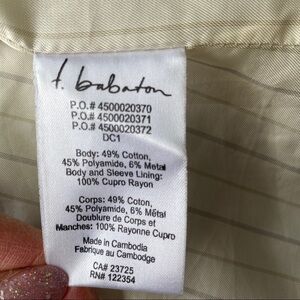 t. babaton
P.O.# 4500020370
P.O.# 4500020371
P.O.# 4500020372
DC1
Body: 49% Cotton,
45% Polyamide, 6% Metal
Body and Sleeve Lining:
100% Cupro Rayon
Corps: 49% Coton,
45% Polyamide, 6% Métal
Doublure de Corps et
Manches: 100% Rayonne Cupro
Made in Cambodia
Fabrique au Cambodge
CA# 23725
RN# 122354